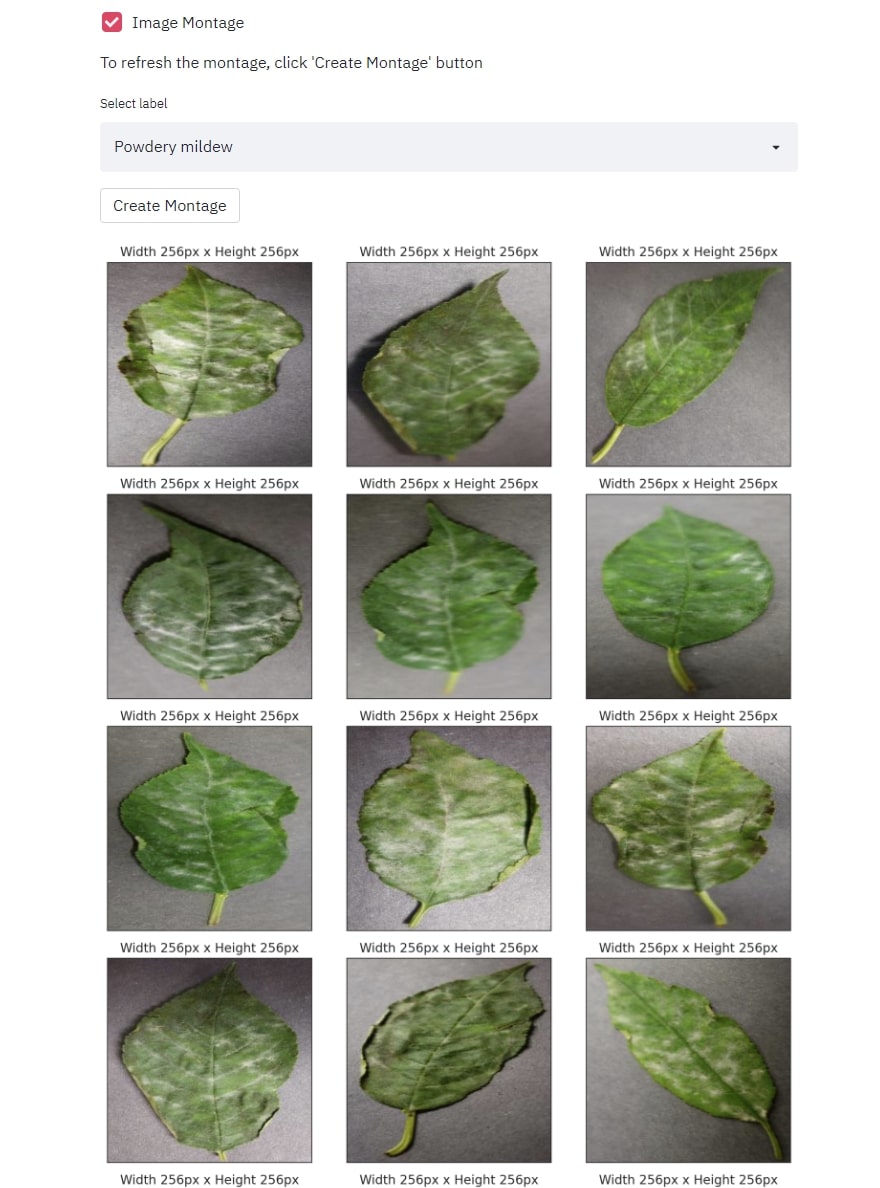 Image Montage
To refresh the montage, click 'Create Montage' button
Select label
Powdery mildew
Create Montage
Width 256px x Height 256px Width 256px x Height 256px Width 256px x Height 256px
Width 256px x Height 256px Width 256px x Height 256px Width 256px x Height 256px
Width 256px x Height 256px Width 256px x Height 256px Width 256px x Height 256px
Width 256px x Height 256px Width 256px x Height 256px Width 256px x Height 256px
Width 256px x Height 256px Width 256px x Height 256px Width 256px x Height 256px